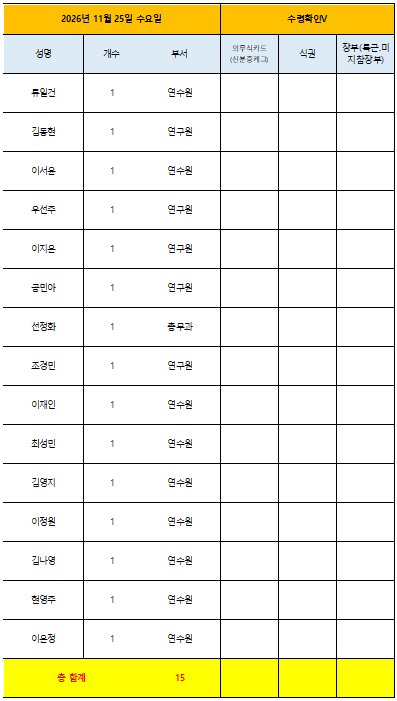 2026년 11월 25일 수요일 수령확인V
성명 개수 부서 의무식카드 (신분증케그) 식권 장부(특근.미지참장부)
류일건 1 연수원
김동현 1 연구원
이서윤 1 연수원
우선주 1 연구원
이지은 1 연구원
공민아 1 연구원
선정화 1 총무과
조경민 1 연구원
이재인 1 연수원
최성민 1 연수원
김영지 1 연수원
이정원 1 연수원
김나영 1 연수원
현영주 1 연수원
이윤정 1 연수원
총 합계 15